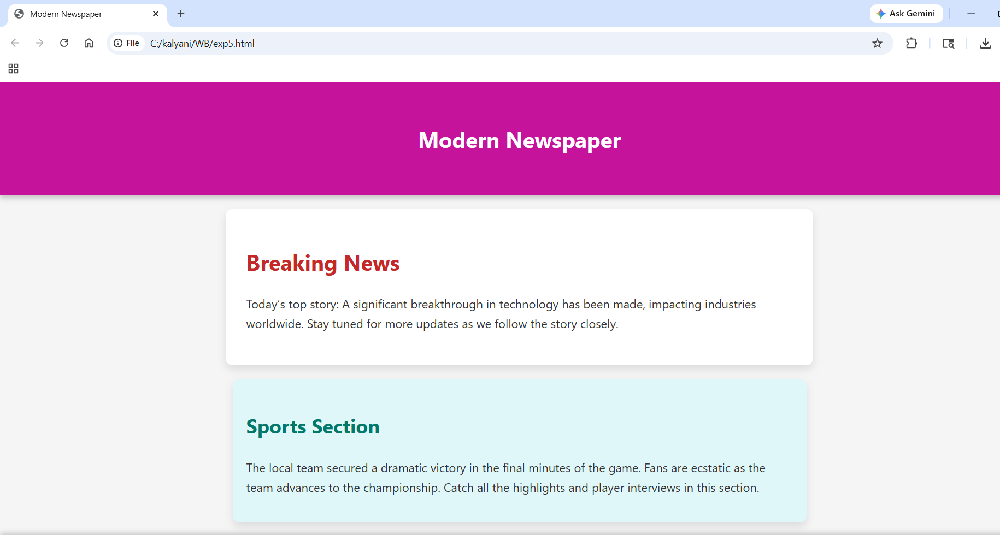 Modern Newspaper
Ask Gemini
File
C:/kalyani/WB/exp5.html
Modern Newspaper
Breaking News
Today’s top story: A significant breakthrough in technology has been made, impacting industries
worldwide. Stay tuned for more updates as we follow the story closely.
Sports Section
The local team secured a dramatic victory in the final minutes of the game. Fans are ecstatic as the
team advances to the championship. Catch all the highlights and player interviews in this section.